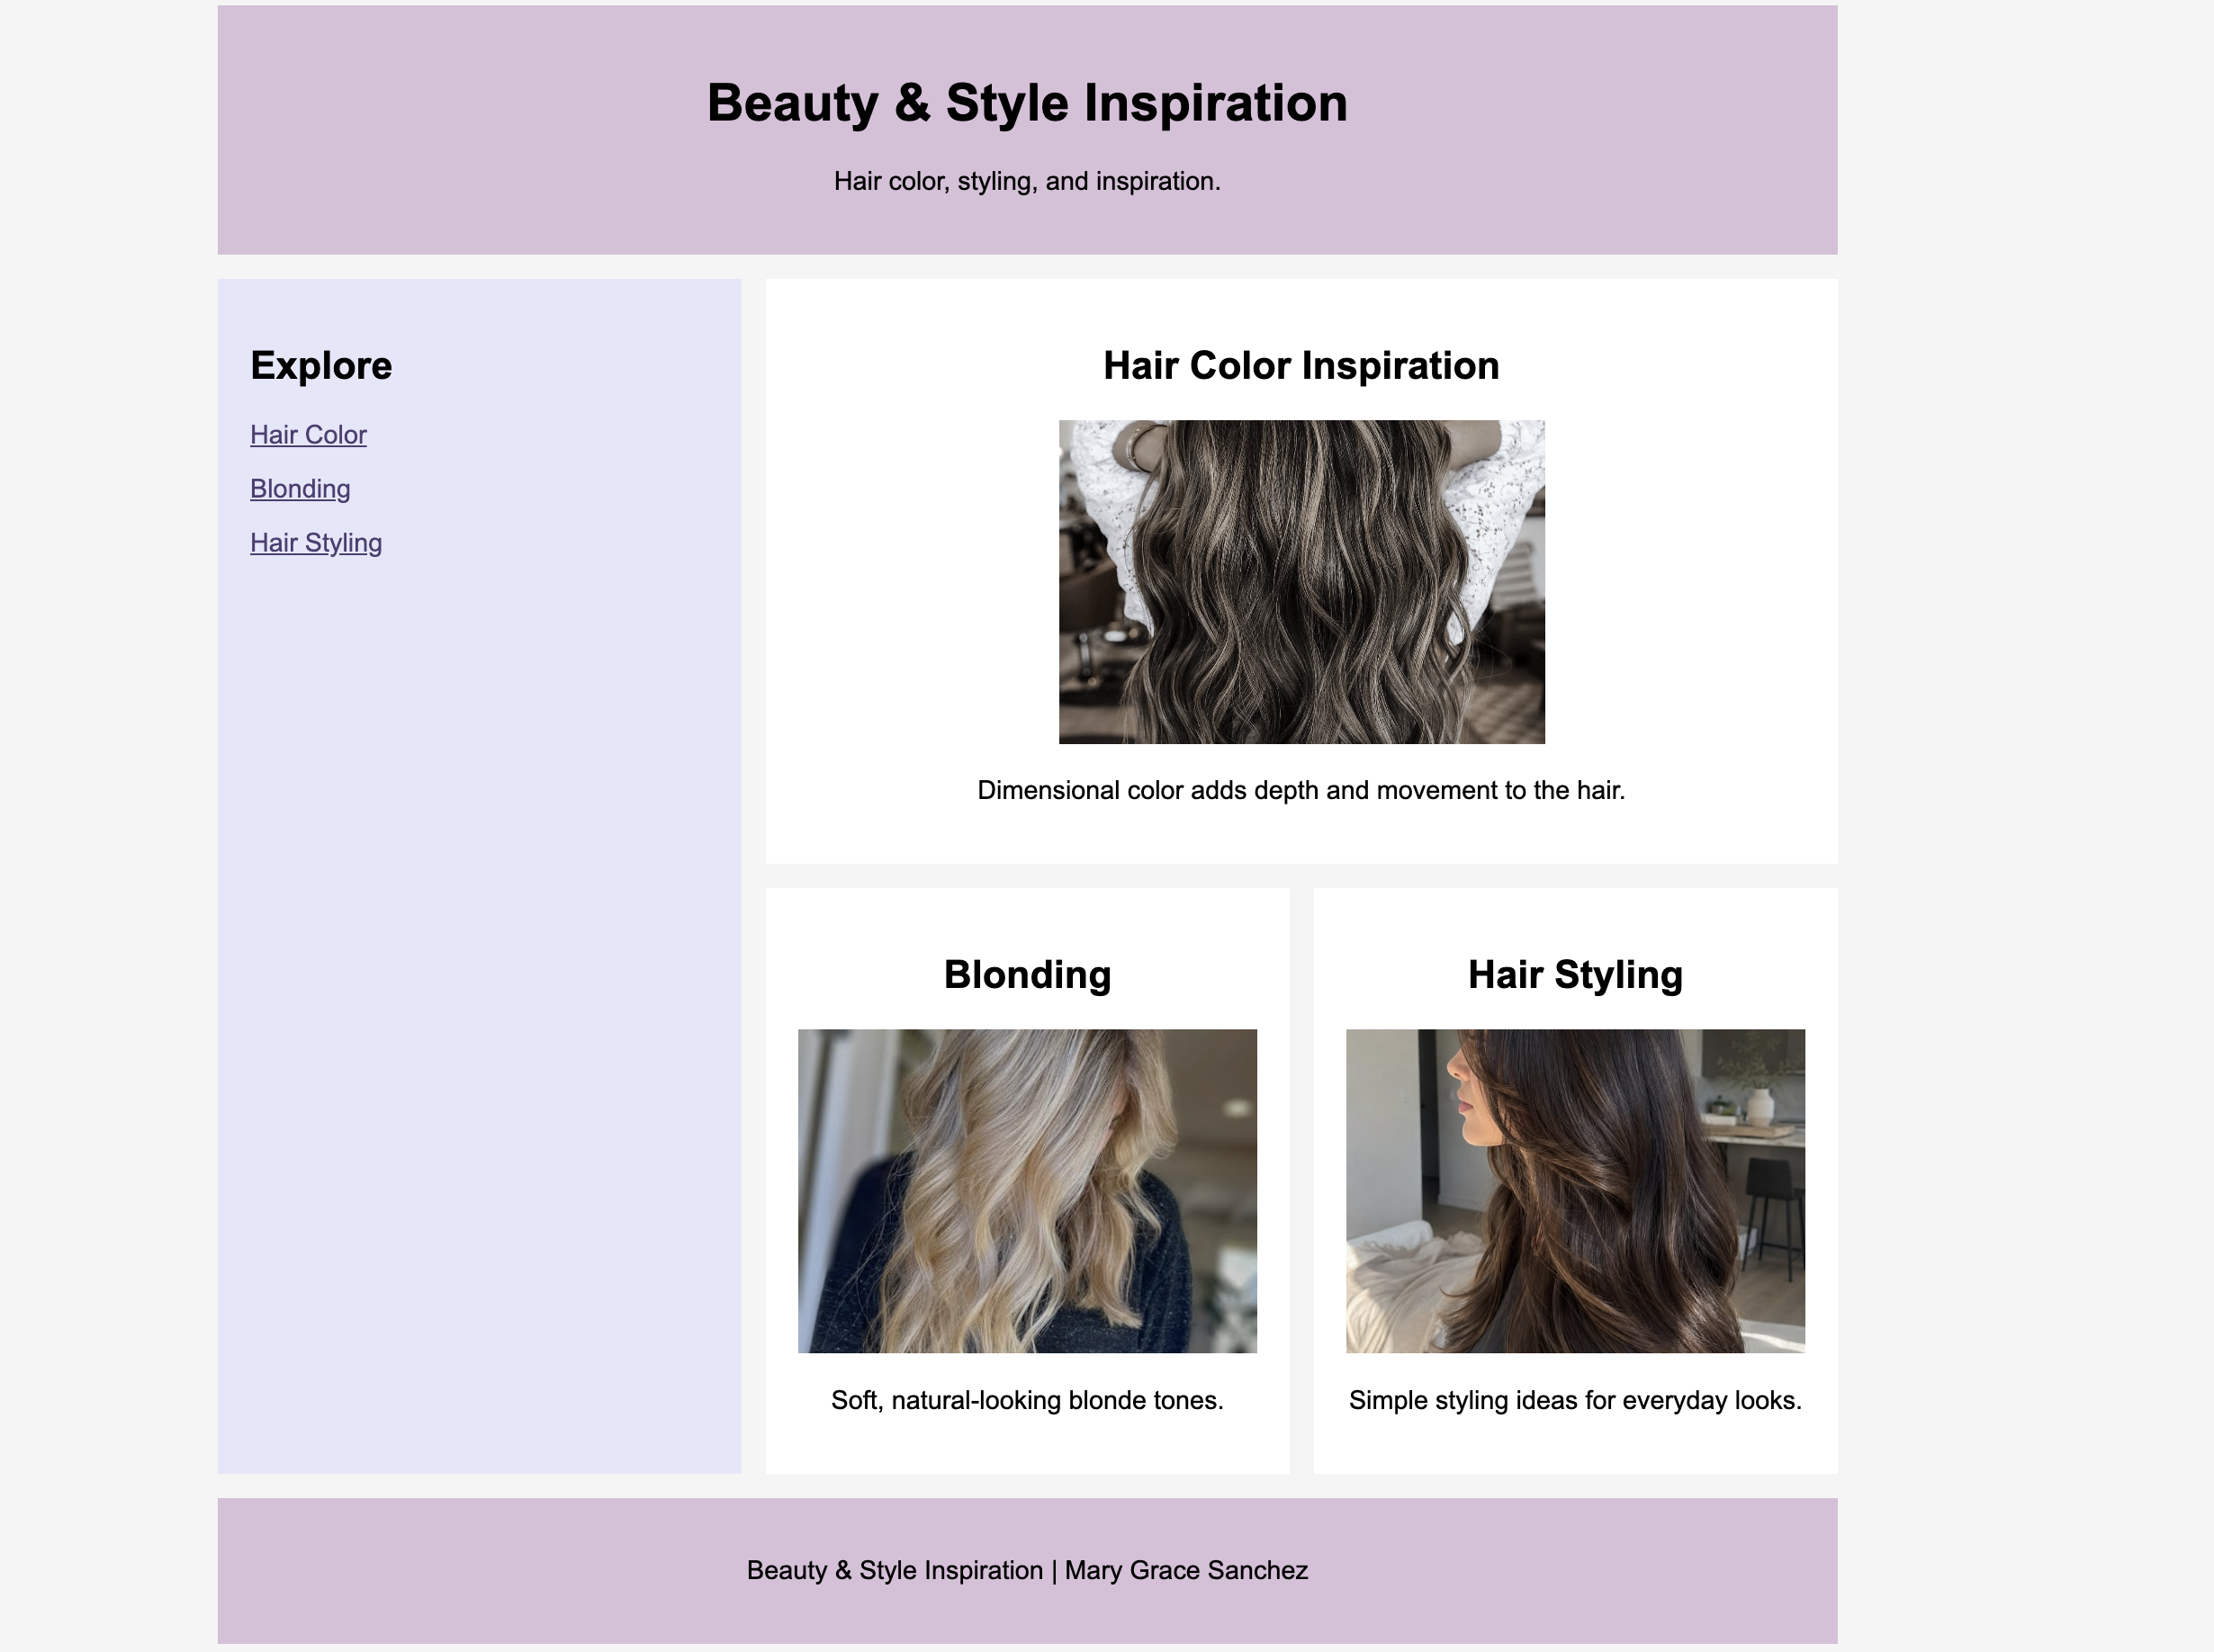 Beauty & Style Inspiration
Hair color, styling, and inspiration.
Explore
Hair Color
Blonding
Hair Styling
Hair Color Inspiration
Dimensional color adds depth and movement to the hair.
Blonding
Soft, natural-looking blonde tones.
Hair Styling
Simple styling ideas for everyday looks.
Beauty & Style Inspiration | Mary Grace Sanchez